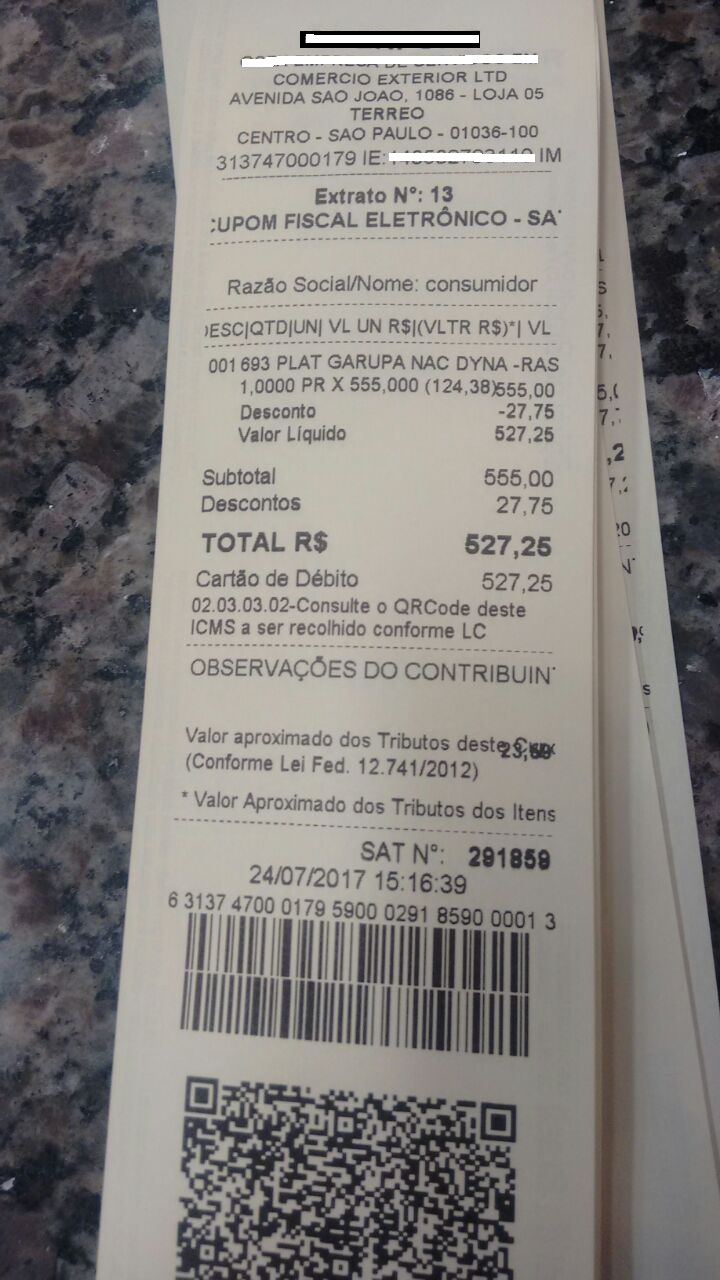 COMERCIO EXTERIOR LTD
AVENIDA SAO JOAO, 1086 - LOJA 05
TERREO
CENTRO - SAO PAULO - 01036-100
313747000179 IE: IM
Extrato N°: 13
CUPOM FISCAL ELETRÔNICO - SA
Razão Social/Nome: consumidor
DESC|QTD|UN| VL UN R$|(VLTR R$)*| VL
001 693 PLAT GARUPA NAC DYNA -RAS
1,0000 PR X 555,000 (124,38) 555,00
Desconto -27,75
Valor Líquido 527,25
Subtotal 555,00
Descontos 27,75
TOTAL R$ 527,25
Cartão de Débito 527,25
02.03.03.02-Consulte o QRCode deste
ICMS a ser recolhido conforme LC
OBSERVAÇÕES DO CONTRIBUIN
Valor aproximado dos Tributos deste
(Conforme Lei Fed. 12.741/2012)
* Valor Aproximado dos Tributos dos Itens
SAT N°: 291859
24/07/2017 15:16:39
6 3137 4700 0179 5900 0291 8590 0001 3